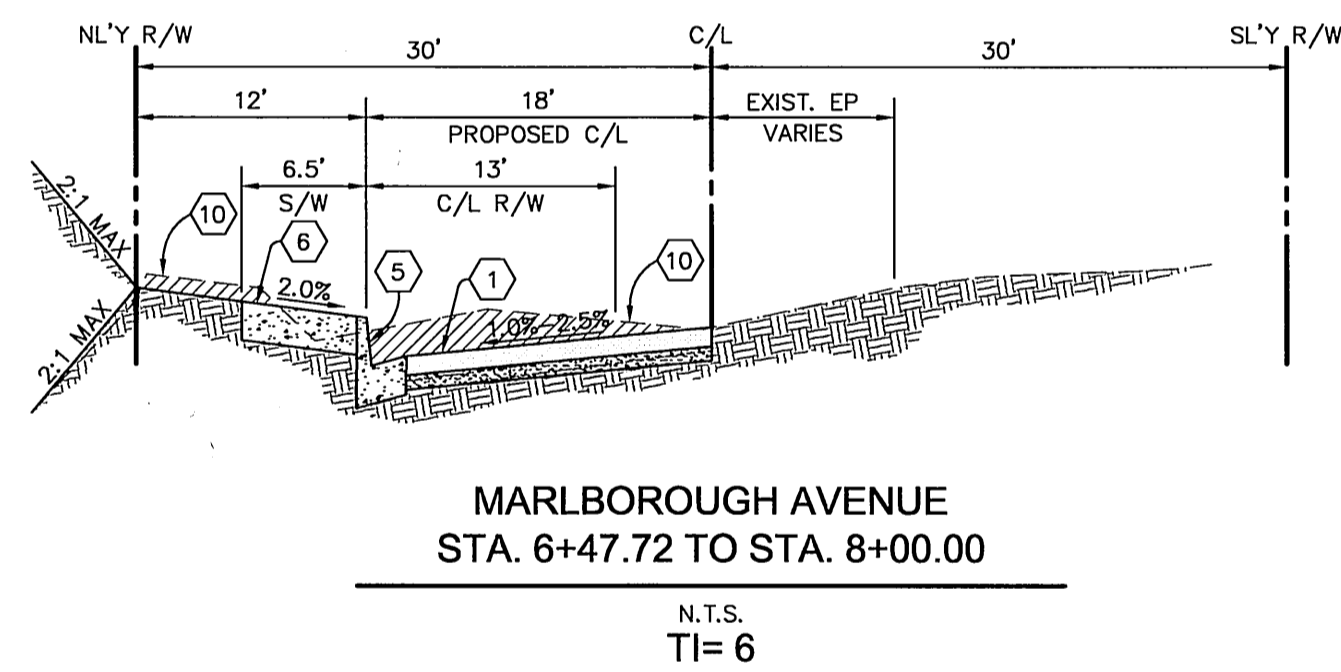 NL'Y R/W C/L SL'Y R/W
30' 30'
12' 18' EXIST. EP
PROPOSED C/L VARIES
6.5' 13'
S/W C/L R/W
2:1 MAX
10
6
5
1
10
2.0%
1.0%-2.5%
2:1 MAX
MARLBOROUGH AVENUE
STA. 6+47.72 TO STA. 8+00.00
N.T.S.
TI= 6